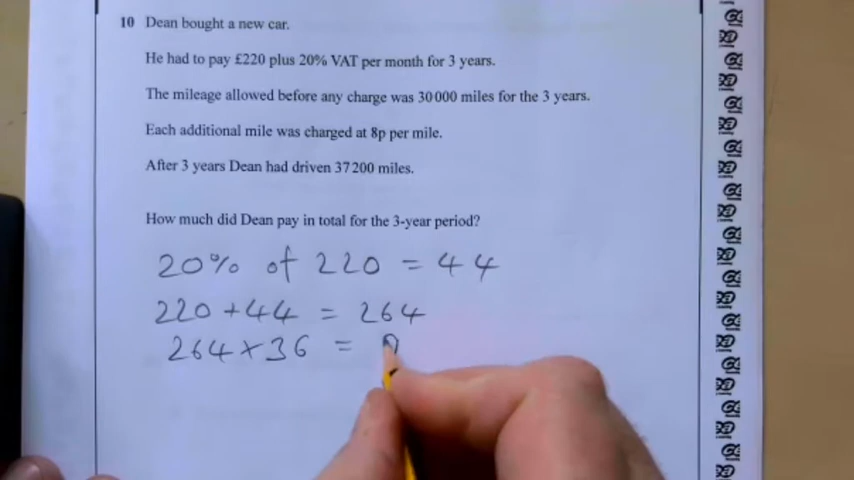 10 Dean bought a new car.
He had to pay £220 plus 20% VAT per month for 3 years.
The mileage allowed before any charge was 30 000 miles for the 3 years.
Each additional mile was charged at 8p per mile.
After 3 years Dean had driven 37 200 miles.
How much did Dean pay in total for the 3-year period?
20% of 220 = 44
220 + 44 = 264
264 × 36 =